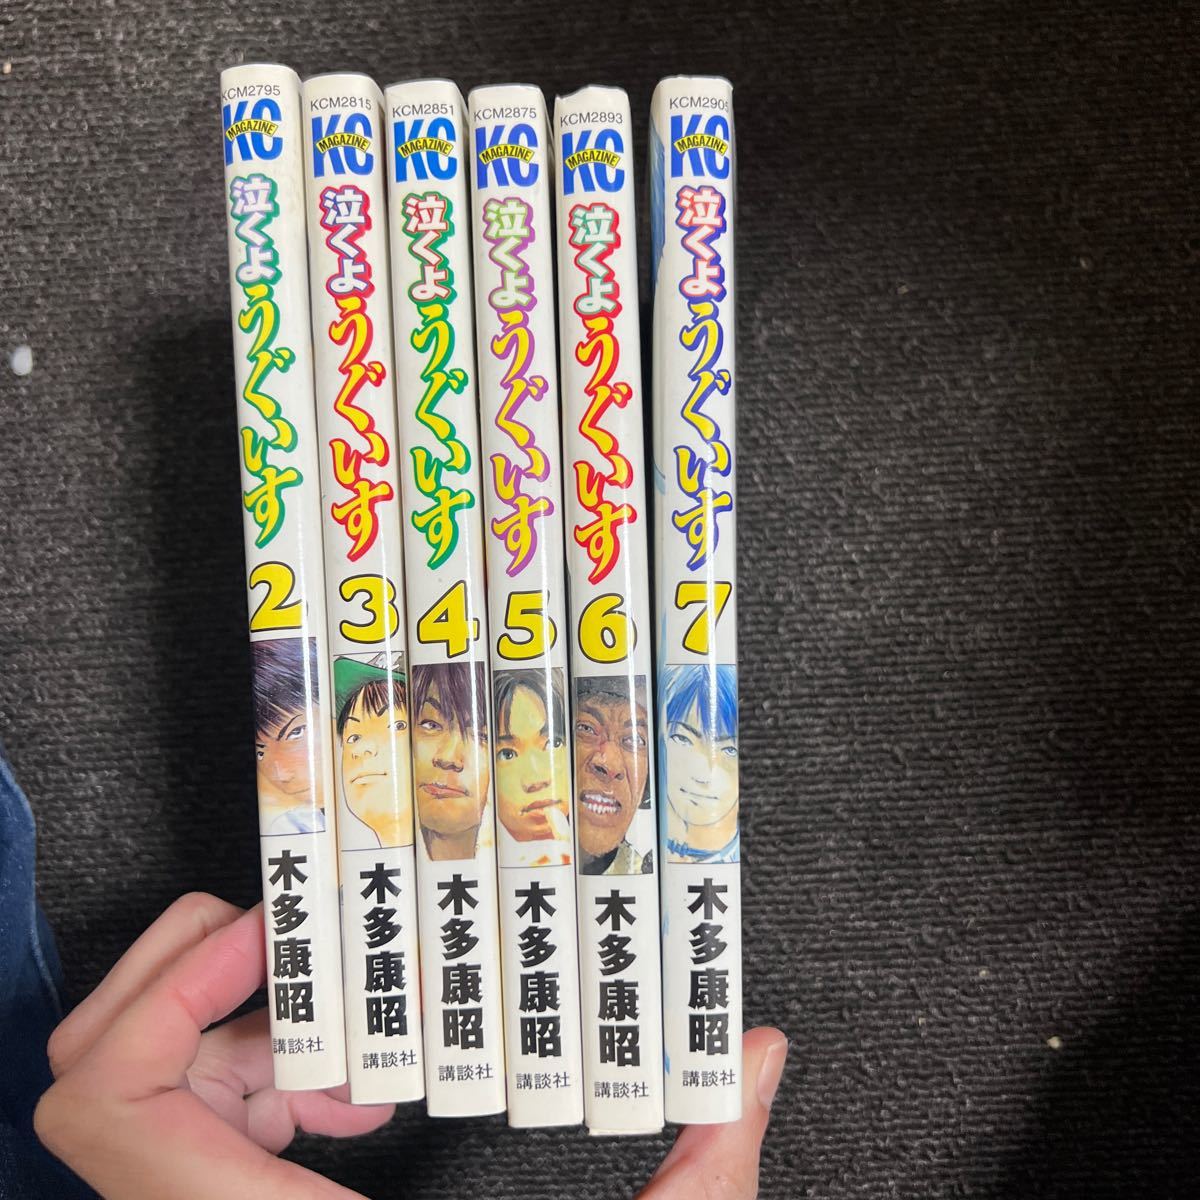 KCM2795
KC
MAGAZINE
泣くようぐいす
2
木多康昭
講談社
KCM2815
KC
MAGAZINE
泣くようぐいす
3
木多康昭
講談社
KCM2851
KC
MAGAZINE
泣くようぐいす
4
木多康昭
講談社
KCM2875
KC
MAGAZINE
泣くようぐいす
5
木多康昭
講談社
KCM2893
KC
MAGAZINE
泣くようぐいす
6
木多康昭
講談社
KCM2905
KC
MAGAZINE
泣くようぐいす
7
木多康昭
講談社